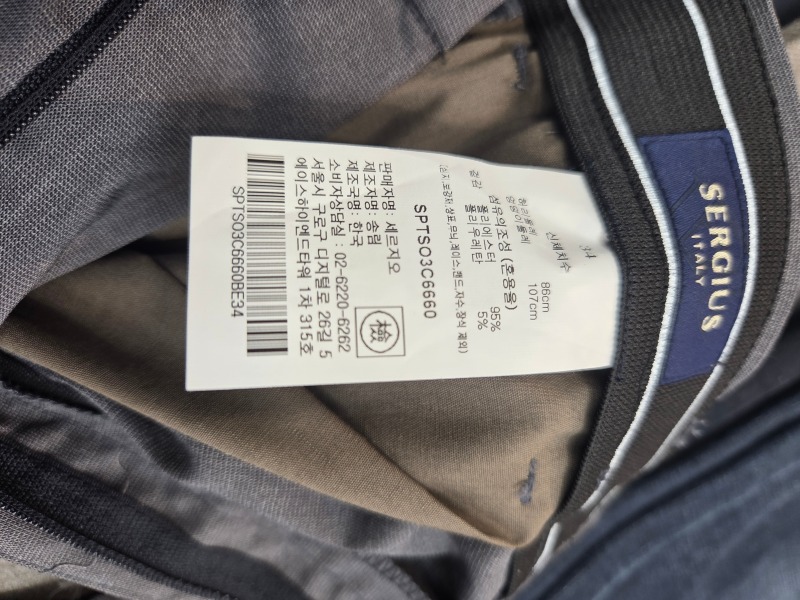 SERGIUS
ITALY
34
신체치수
허리둘레 86cm
엉덩이둘레 107cm
섬유의조성 (혼용율)
겉감 폴리에스터 95%
폴리우레탄 5%
SPTSO3C6660
판매자명: 세르지오
제조자명: 송림
제조국명: 한국
소비자상담실 : 02-6220-6262
서울시 구로구 디지털로 26길 5
에이스하이엔드타워 1차 315호
檢
SPTSO3C6660BE34